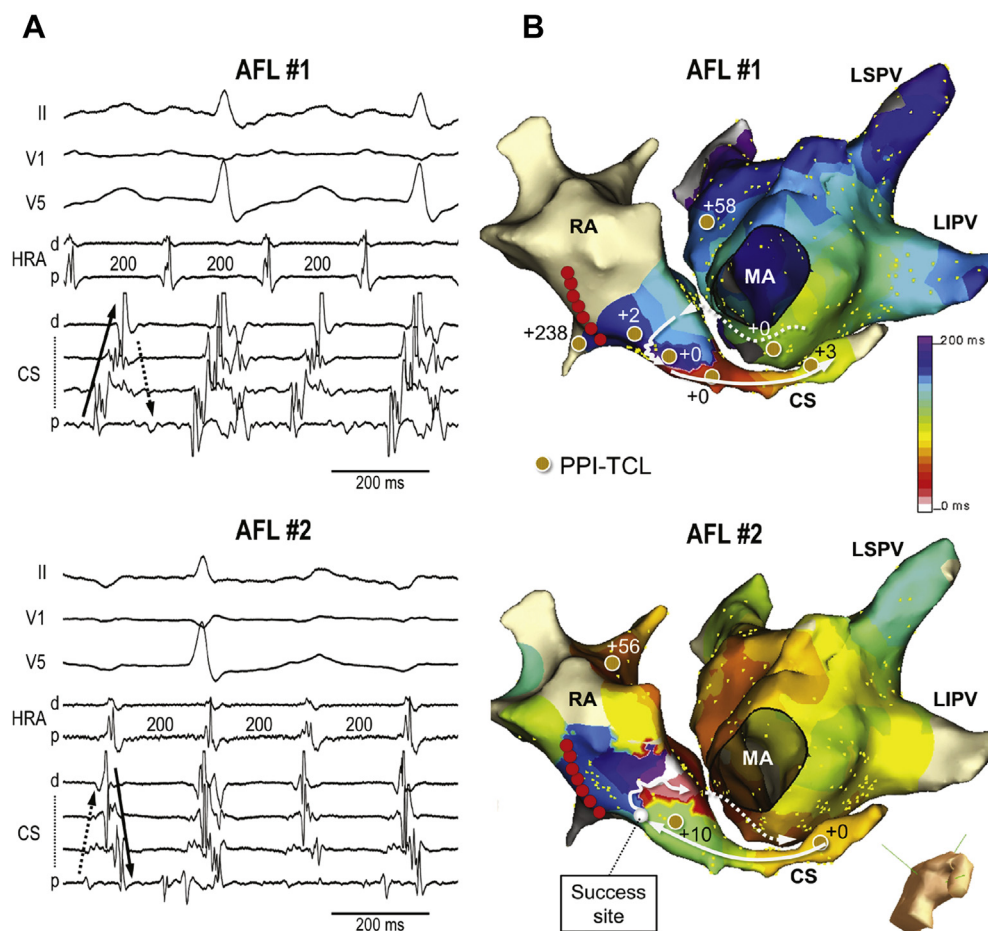 A
B
AFL #1
II
V1
V5
d
HRA
p
200 200 200
d
CS
p
200 ms
AFL #1
LSPV
+58
RA
LIPV
MA
+2
+0
+238
+0
+3
+0
CS
200 ms
0 ms
PPI-TCL
AFL #2
II
V1
V5
d
HRA
p
200 200 200
d
CS
p
200 ms
AFL #2
LSPV
+56
RA
LIPV
MA
+10
+0
CS
Success
site